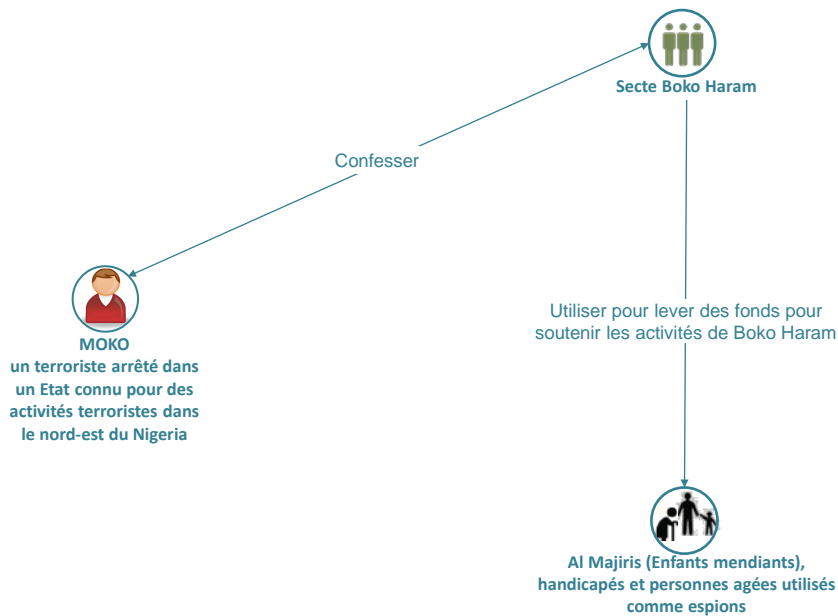 Secte Boko Haram
Confesser
MOKO
un terroriste arrêté dans
un Etat connu pour des
activités terroristes dans
le nord-est du Nigeria
Utiliser pour lever des fonds pour
soutenir les activités de Boko Haram
Al Majiris (Enfants mendiants),
handicapés et personnes agées utilisés
comme espions